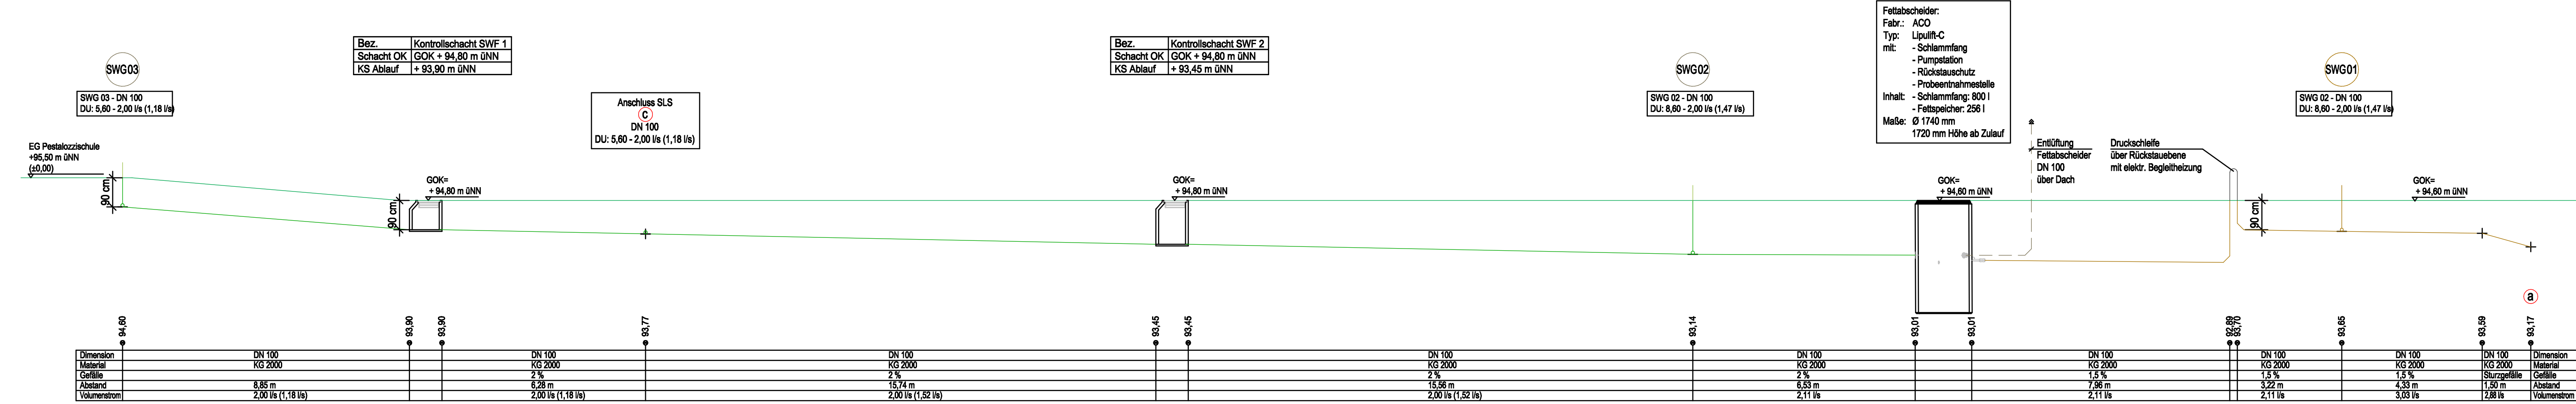 SWG03
SWG 03 - DN 100
DU: 5,60 - 2,00 l/s (1,18 l/s)
EG Pestalozzischule
+95,50 m üNN
(±0,00)
90 cm
Bez. Kontrollschacht SWF 1
Schacht OK GOK + 94,80 m üNN
KS Ablauf + 93,90 m üNN
90 cm
GOK=
+ 94,80 m üNN
Anschluss SLS
c
DN 100
DU: 5,60 - 2,00 l/s (1,18 l/s)
Bez. Kontrollschacht SWF 2
Schacht OK GOK + 94,80 m üNN
KS Ablauf + 93,45 m üNN
GOK=
+ 94,80 m üNN
SWG02
SWG 02 - DN 100
DU: 8,60 - 2,00 l/s (1,47 l/s)
Fettabscheider:
Fabr.: ACO
Typ: Lipulift-C
mit: - Schlammfang
- Pumpstation
- Rückstauschutz
- Probeentnahmestelle
Inhalt: - Schlammfang: 800 l
- Fettspeicher: 256 l
Maße: Ø 1740 mm
1720 mm Höhe ab Zulauf
GOK=
+ 94,60 m üNN
Entlüftung
Fettabscheider
DN 100
über Dach
Druckschleife
über Rückstauebene
mit elektr. Begleitheizung
SWG01
SWG 02 - DN 100
DU: 8,60 - 2,00 l/s (1,47 l/s)
90 cm
GOK=
+ 94,60 m üNN
a
94,60 93,90 93,90 93,77 93,45 93,45 93,14 93,01 93,01 92,89 93,70 93,65 93,59 93,17
Dimension DN 100 DN 100 DN 100 DN 100 DN 100 DN 100 DN 100 DN 100 DN 100 Dimension
Material KG 2000 KG 2000 KG 2000 KG 2000 KG 2000 KG 2000 KG 2000 KG 2000 KG 2000 Material
Gefälle 2 % 2 % 2 % 2 % 1,5 % 1,5 % 1,5 % Sturzgefälle Gefälle
Abstand 8,85 m 6,28 m 15,74 m 15,56 m 6,53 m 7,96 m 3,22 m 4,33 m 1,50 m Abstand
Volumenstrom 2,00 l/s (1,18 l/s) 2,00 l/s (1,18 l/s) 2,00 l/s (1,52 l/s) 2,00 l/s (1,52 l/s) 2,11 l/s 2,11 l/s 2,11 l/s 3,03 l/s 2,88 l/s Volumenstrom